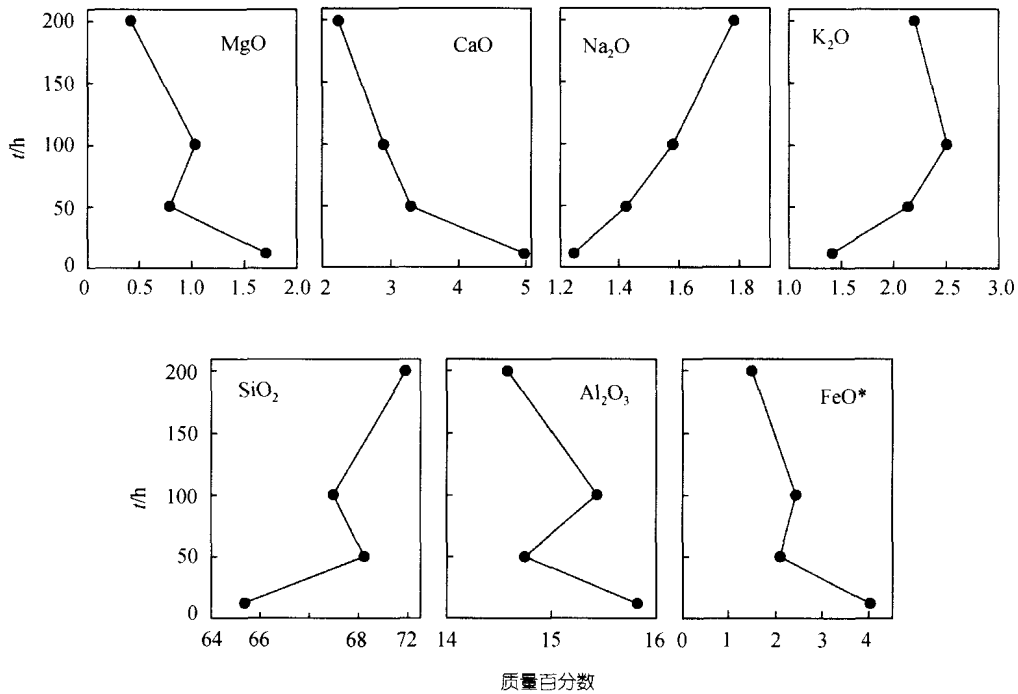 200
150
100
50
0
t/h
MgO
CaO
Na₂O
K₂O
0 0.5 1.0 1.5 2.0
2 3 4 5
1.2 1.4 1.6 1.8
1.0 1.5 2.0 2.5 3.0
200
150
100
50
0
t/h
SiO₂
Al₂O₃
FeO*
64 66 68 72
14 15 16
0 1 2 3 4
质量百分数